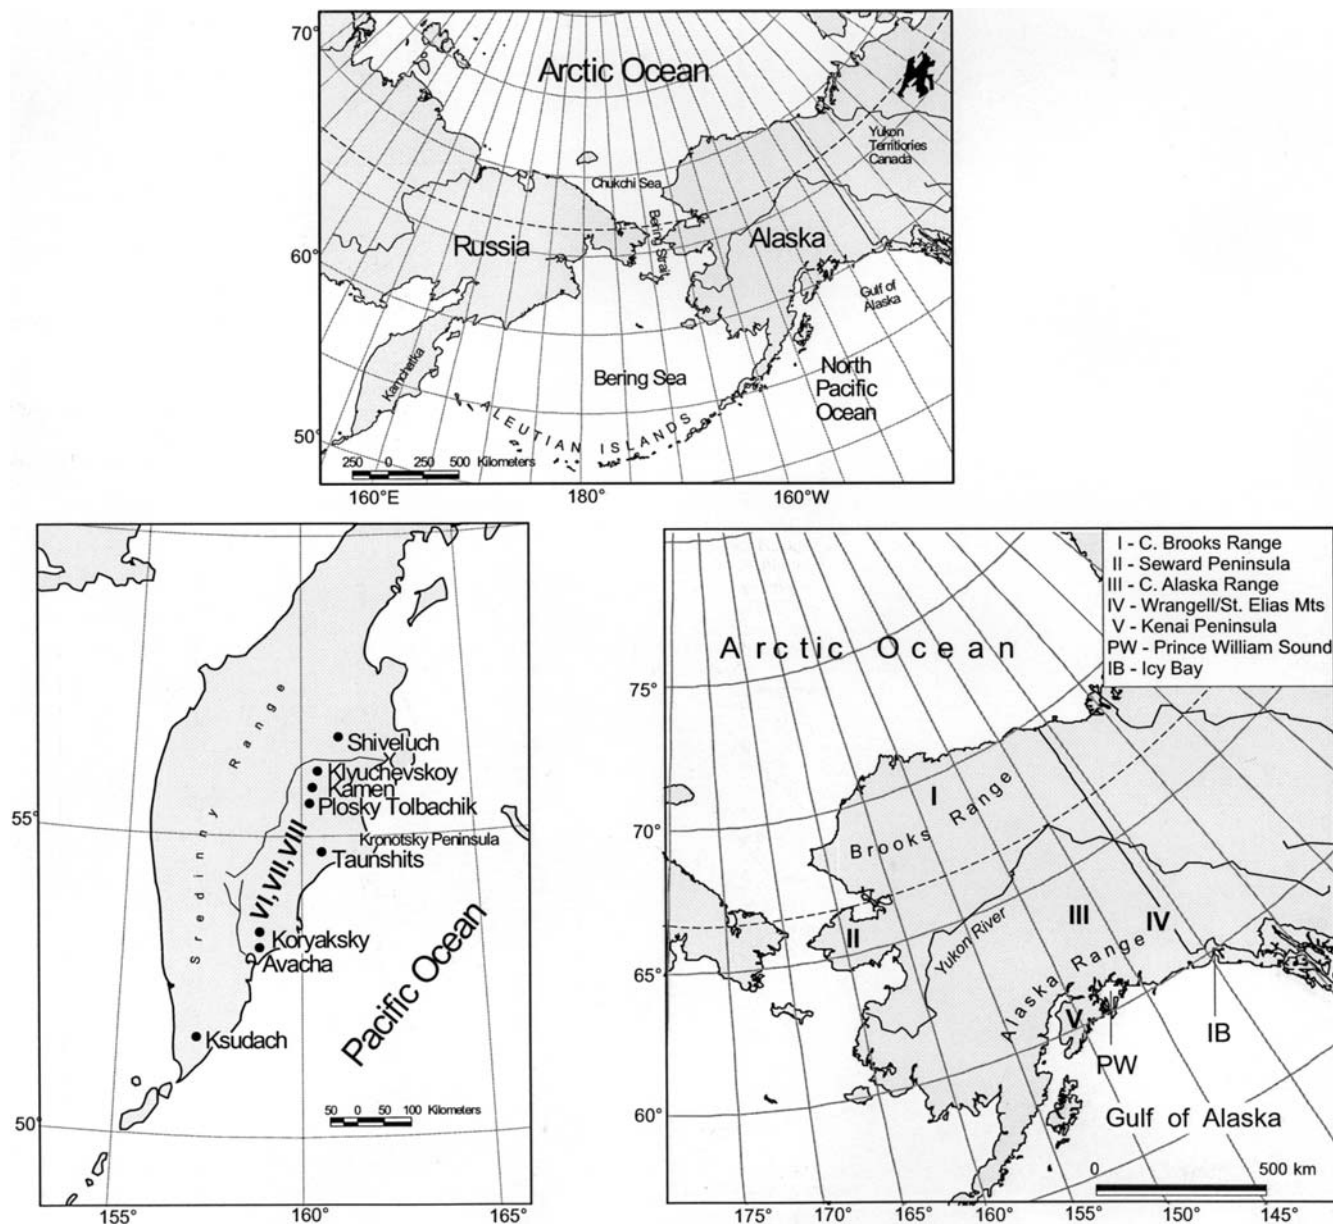 70°
Arctic Ocean
Yukon
Territiories
Canada
Chukchi Sea
Bering Strait
Russia
Alaska
60°
Gulf of
Alaska
Kamchatka
Bering Sea
North
Pacific
Ocean
ALEUTIAN ISLANDS
50°
250 0 250 500 Kilometers
160°E
180°
160°W
Sredinny Range
Shiveluch
Klyuchevskoy
Kamen
Plosky Tolbachik
55°
Kronotsky Peninsula
Taunshits
VI, VII, VIII
Koryaksky
Avacha
Pacific Ocean
Ksudach
50 0 50 100 Kilometers
50°
155°
160°
165°
I - C. Brooks Range
II - Seward Peninsula
III - C. Alaska Range
IV - Wrangell/St. Elias Mts
V - Kenai Peninsula
PW - Prince William Sound
IB - Icy Bay
Arctic Ocean
75°
I
Brooks Range
70°
II
III
IV
Yukon River
Alaska Range
65°
V
IB
PW
60°
Gulf of Alaska
0 500 km
175°
170°
165°
160°
155°
150°
145°